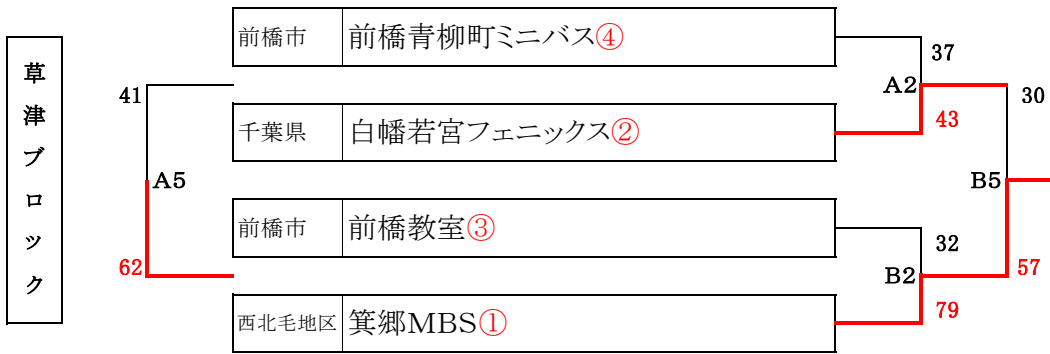 草津ブロック
前橋市 前橋青柳町ミニバス④
37
41
A2
30
千葉県 白幡若宮フェニックス②
43
A5
B5
前橋市 前橋教室③
32
62
B2
57
西北毛地区 箕郷MBS①
79